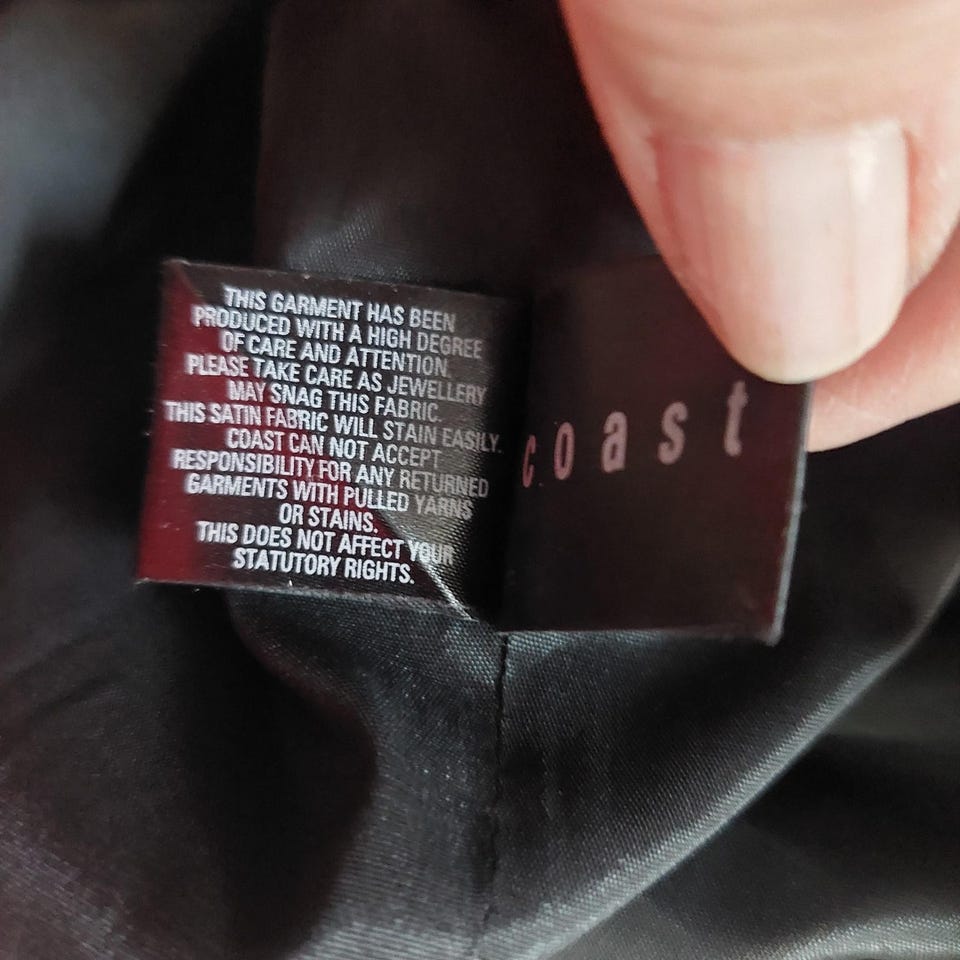 THIS GARMENT HAS BEEN
PRODUCED WITH A HIGH DEGREE
OF CARE AND ATTENTION.
PLEASE TAKE CARE AS JEWELLERY
MAY SNAG THIS FABRIC.
THIS SATIN FABRIC WILL STAIN EASILY.
COAST CAN NOT ACCEPT
RESPONSIBILITY FOR ANY RETURNED
GARMENTS WITH PULLED YARNS
OR STAINS.
THIS DOES NOT AFFECT YOUR
STATUTORY RIGHTS.
coast